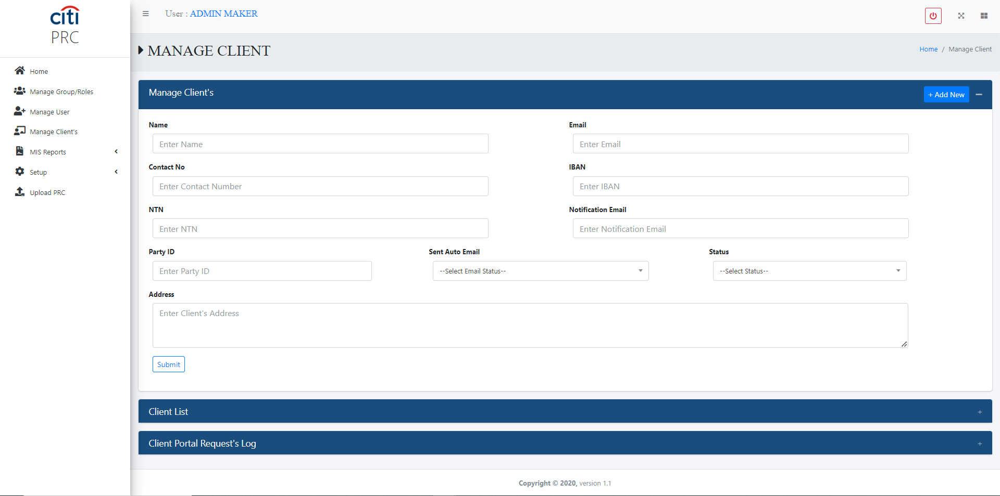 citi
PRC
Home
Manage Group/Roles
Manage User
Manage Client's
MIS Reports
Setup
Upload PRC
User : ADMIN MAKER
MANAGE CLIENT
Home / Manage Client
Manage Client's
+ Add New
Name
Email
Enter Name
Enter Email
Contact No
IBAN
Enter Contact Number
Enter IBAN
NTN
Notification Email
Enter NTN
Enter Notification Email
Party ID
Sent Auto Email
Status
Enter Party ID
--Select Email Status--
--Select Status--
Address
Enter Client's Address
Submit
Client List
Client Portal Request's Log
Copyright © 2020, version 1.1